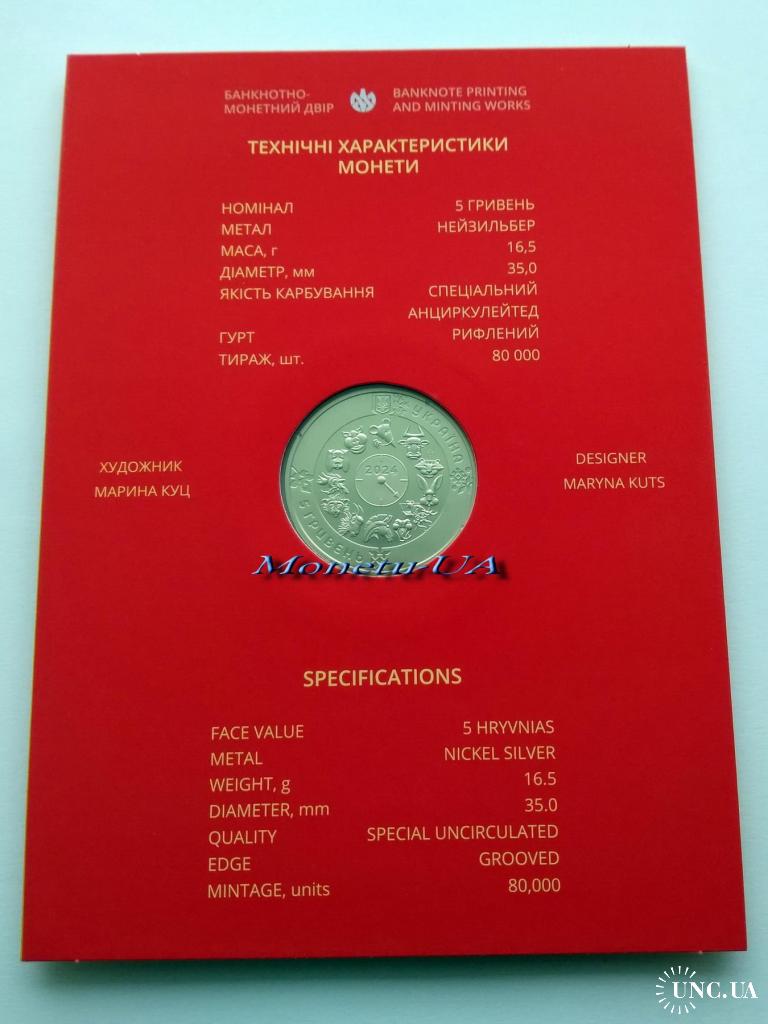 БАНКНОТНО-
МОНЕТНИЙ ДВІР
BANKNOTE PRINTING
AND MINTING WORKS
ТЕХНІЧНІ ХАРАКТЕРИСТИКИ
МОНЕТИ
НОМІНАЛ 5 ГРИВЕНЬ
МЕТАЛ НЕЙЗИЛЬБЕР
МАСА, г 16,5
ДІАМЕТР, мм 35,0
ЯКІСТЬ КАРБУВАННЯ СПЕЦІАЛЬНИЙ
АНЦИРКУЛЕЙТЕД
ГУРТ РИФЛЕНИЙ
ТИРАЖ, шт. 80 000
УКРАЇНА
2024
5 ГРИВЕНЬ
ХУДОЖНИК
МАРИНА КУЦ
DESIGNER
MARYNA KUTS
Monetu-UA
SPECIFICATIONS
FACE VALUE 5 HRYVNIAS
METAL NICKEL SILVER
WEIGHT, g 16.5
DIAMETER, mm 35.0
QUALITY SPECIAL UNCIRCULATED
EDGE GROOVED
MINTAGE, units 80,000
UNC.UA